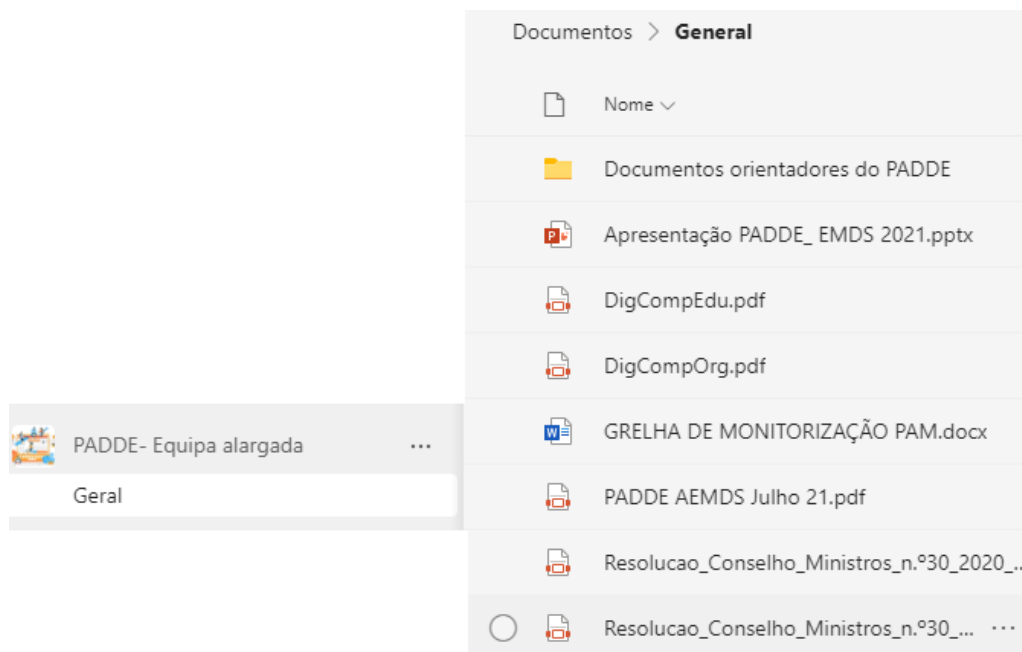 Documentos > General
Nome
Documentos orientadores do PADDE
Apresentação PADDE_ EMDS 2021.pptx
DigCompEdu.pdf
DigCompOrg.pdf
GRELHA DE MONITORIZAÇÃO PAM.docx
PADDE AEMDS Julho 21.pdf
Resolucao_Conselho_Ministros_n.º30_2020_...
Resolucao_Conselho_Ministros_n.º30_... ...
PADDE- Equipa alargada ...
Geral